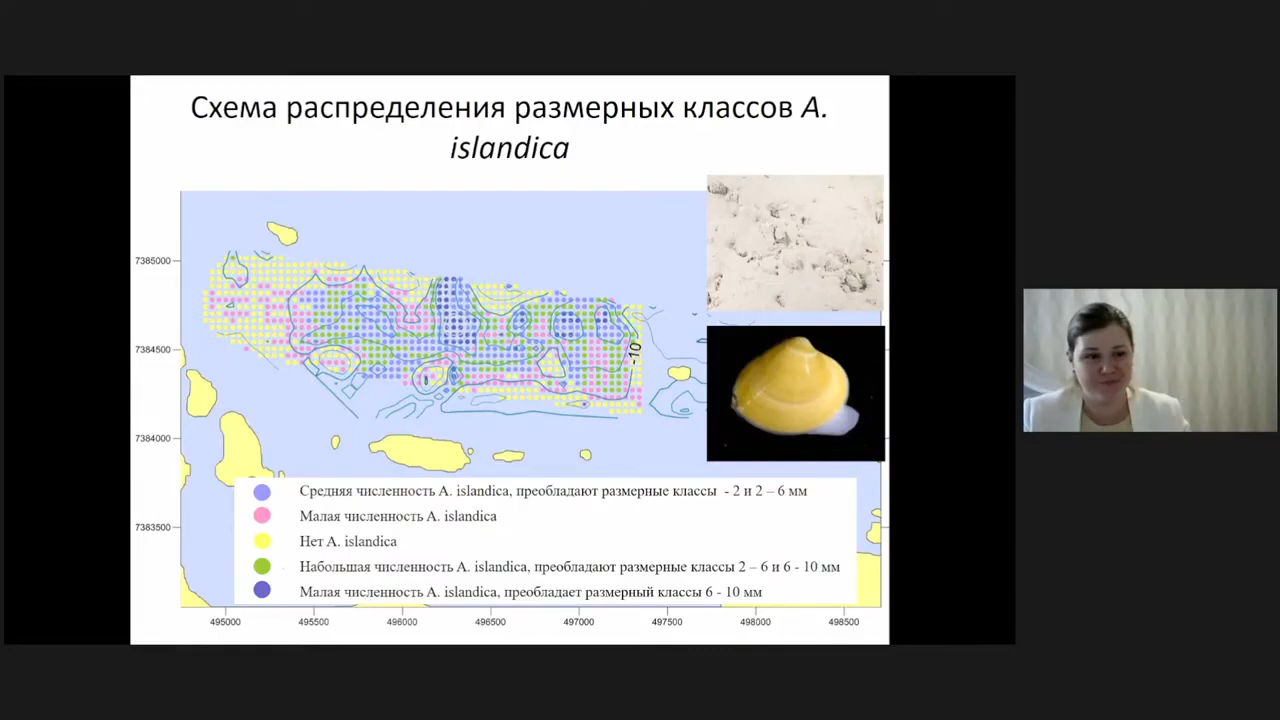 Схема распределения размерных классов A.
islandica
7385000
7384500
-10
7384000
7383500
Средняя численность A. islandica, преобладают размерные классы - 2 и 2 – 6 мм
Малая численность A. islandica
Нет A. islandica
Набольшая численность A. islandica, преобладают размерные классы 2 – 6 и 6 - 10 мм
Малая численность A. islandica, преобладает размерный классы 6 - 10 мм
495000 495500 496000 496500 497000 497500 498000 498500